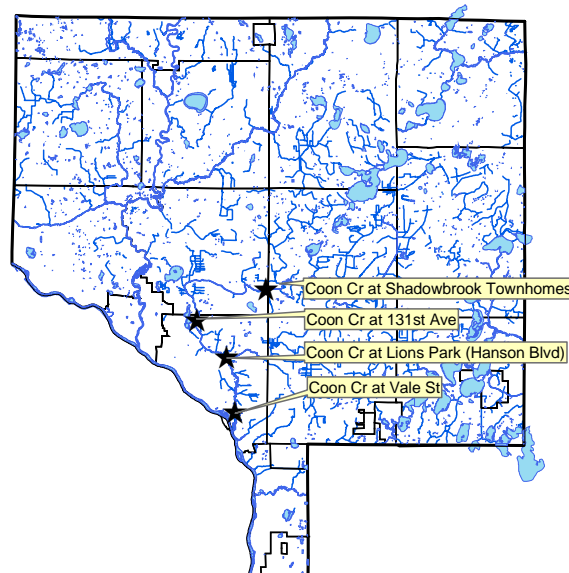 Coon Cr at Shadowbrook Townhomes
Coon Cr at 131st Ave
Coon Cr at Lions Park (Hanson Blvd)
Coon Cr at Vale St